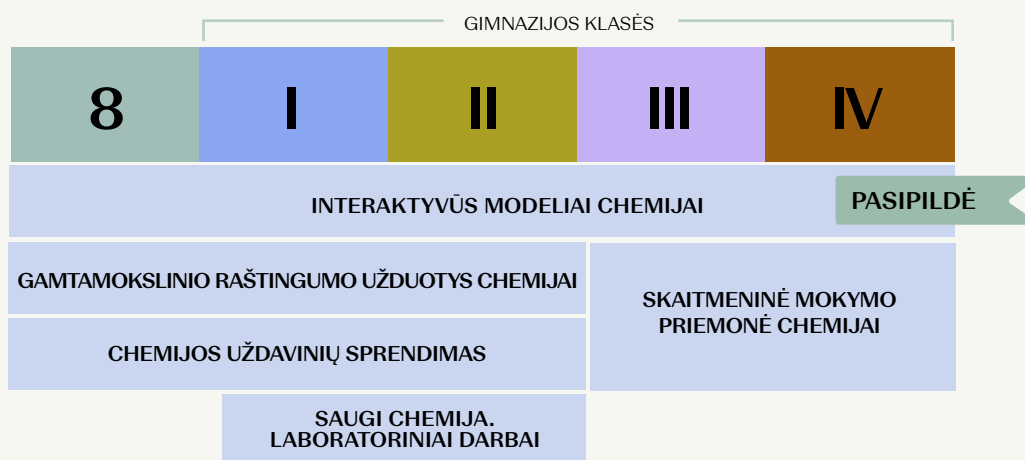 GIMNAZIJOS KLASĖS
8
I
II
III
IV
INTERAKTYVŪS MODELIAI CHEMIJAI
PASIPILDĖ
GAMTAMOKSLINIO RAŠTINGUMO UŽDUOTYS CHEMIJAI
SKAITMENINĖ MOKYMO
PRIEMONĖ CHEMIJAI
CHEMIJOS UŽDAVINIŲ SPRENDIMAS
SAUGI CHEMIJA.
LABORATORINIAI DARBAI